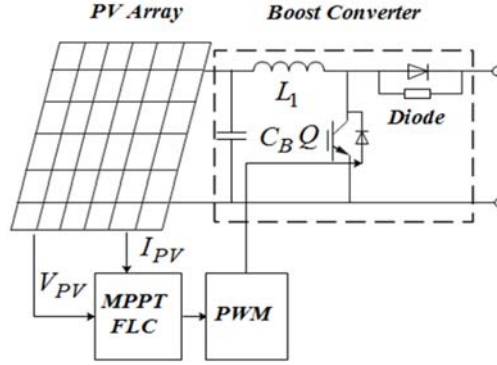 PV Array
Boost Converter
L1
Diode
CB
Q
IPV
VPV
MPPT
FLC
PWM